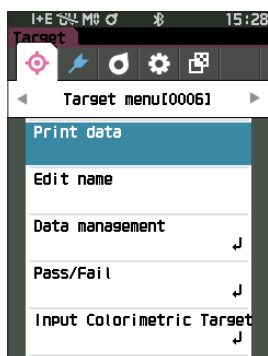 I+E M0 15:28
Target
Target menu[0006]
Print data
Edit name
Data management
Pass/Fail
Input Colorimetric Target